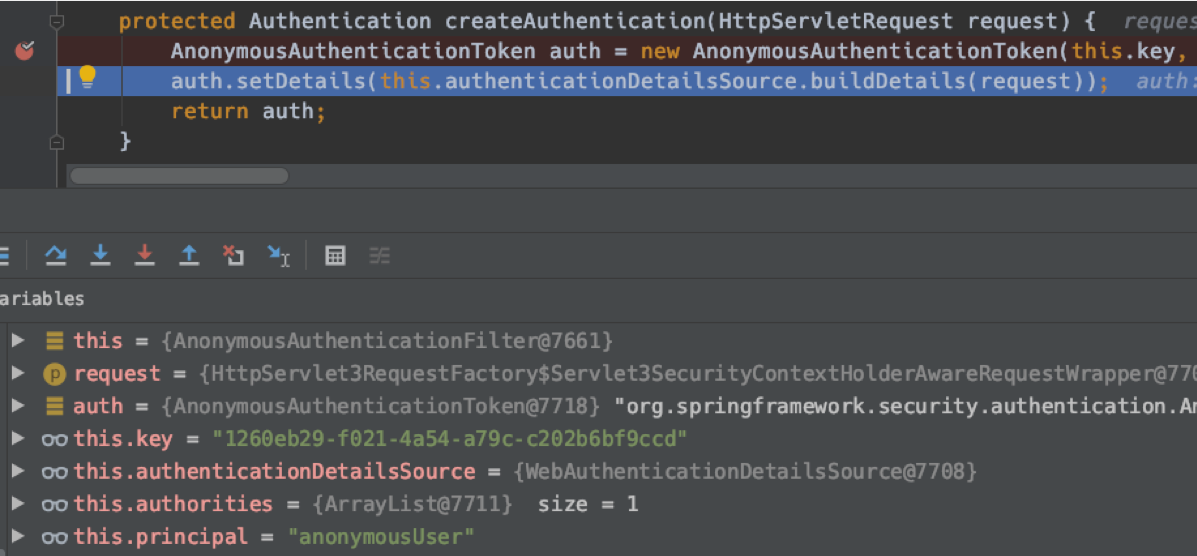 protected Authentication createAuthentication(HttpServletRequest request) {  reques
AnonymousAuthenticationToken auth = new AnonymousAuthenticationToken(this.key,
auth.setDetails(this.authenticationDetailsSource.buildDetails(request));  auth:
return auth;
}
ariables
this = {AnonymousAuthenticationFilter@7661}
p request = {HttpServlet3RequestFactory$Servlet3SecurityContextHolderAwareRequestWrapper@770
auth = {AnonymousAuthenticationToken@7718} "org.springframework.security.authentication.An
this.key = "1260eb29-f021-4a54-a79c-c202b6bf9ccd"
this.authenticationDetailsSource = {WebAuthenticationDetailsSource@7708}
this.authorities = {ArrayList@7711}  size = 1
this.principal = "anonymousUser"